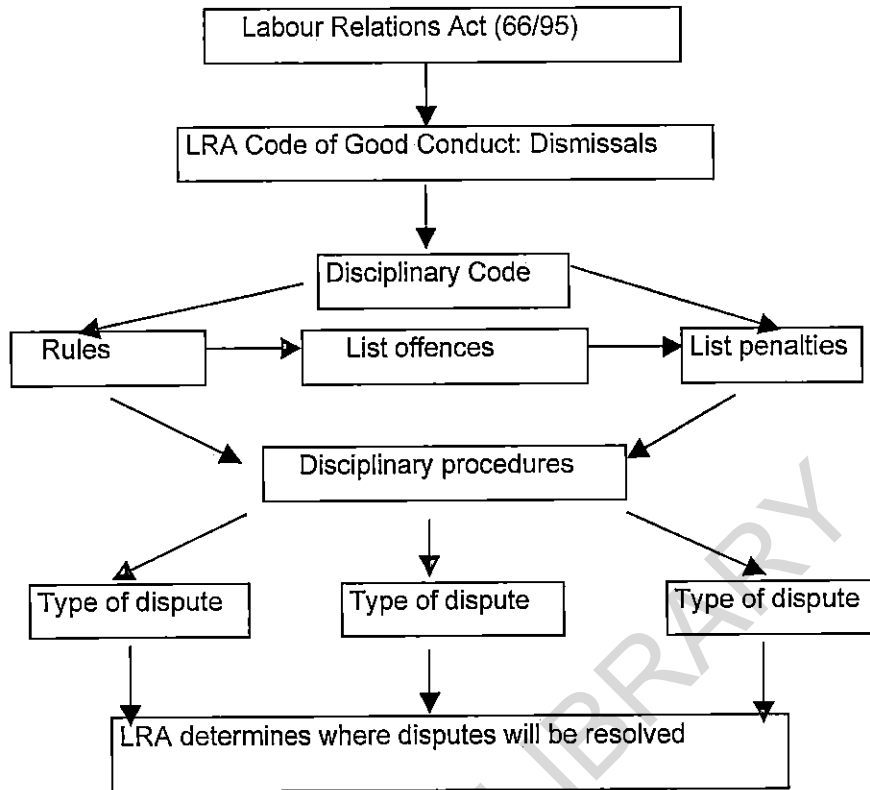 Labour Relations Act (66/95)
LRA Code of Good Conduct: Dismissals
Disciplinary Code
Rules
List offences
List penalties
Disciplinary procedures
Type of dispute
Type of dispute
Type of dispute
LRA determines where disputes will be resolved
LIBRARY